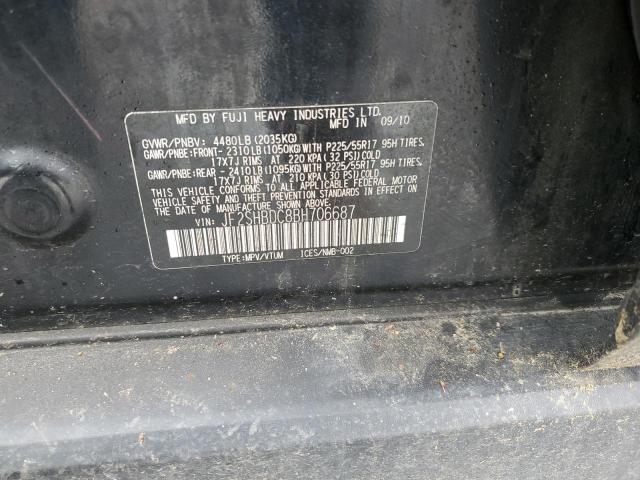 MFD BY FUJI HEAVY INDUSTRIES LTD.
MFD IN 09/10
GVWR/PNBV: 4480LB(2035KG)
GAWR/PNBE:FRONT- 2310LB(1050KG)WITH P225/55R17 95H TIRES,
17X7J RIMS AT 220 KPA(32 PSI)COLD
GAWR/PNBE:REAR - 2410LB(1095KG)WITH P225/55R17 95H TIRES,
17X7J RIMS AT 210 KPA(30 PSI)COLD
THIS VEHICLE CONFORMS TO ALL APPLICABLE FEDERAL MOTOR
VEHICLE SAFETY AND THEFT PREVENTION STANDARDS IN EFFECT ON
THE DATE OF MANUFACTURE SHOWN ABOVE.
VIN: JF2SHBDC8BH706687
TYPE:MPV/VTUM ICES/NMB-002